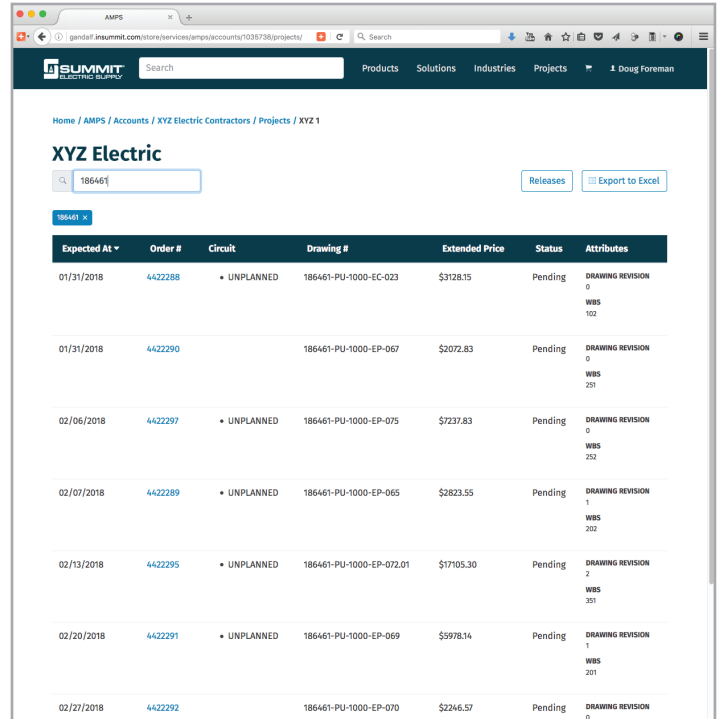 AMPS
gandalf.insummit.com/store/services/amps/accounts/1035738/projects/
Search
SUMMIT
ELECTRIC SUPPLY
Search
Products Solutions Industries Projects Doug Foreman
Home / AMPS / Accounts / XYZ Electric Contractors / Projects / XYZ 1
XYZ Electric
186461
Releases
Export to Excel
186461 ×
Expected At Order # Circuit Drawing # Extended Price Status Attributes
01/31/2018 4422288 • UNPLANNED 186461-PU-1000-EC-023 $3128.15 Pending DRAWING REVISION
0
WBS
102
01/31/2018 4422290 186461-PU-1000-EP-067 $2072.83 Pending DRAWING REVISION
0
WBS
251
02/06/2018 4422297 • UNPLANNED 186461-PU-1000-EP-075 $7237.83 Pending DRAWING REVISION
0
WBS
252
02/07/2018 4422289 • UNPLANNED 186461-PU-1000-EP-065 $2823.55 Pending DRAWING REVISION
1
WBS
202
02/13/2018 4422295 • UNPLANNED 186461-PU-1000-EP-072.01 $17105.30 Pending DRAWING REVISION
2
WBS
351
02/20/2018 4422291 • UNPLANNED 186461-PU-1000-EP-069 $5978.14 Pending DRAWING REVISION
1
WBS
201
02/27/2018 4422292 186461-PU-1000-EP-070 $2246.57 Pending DRAWING REVISION
0